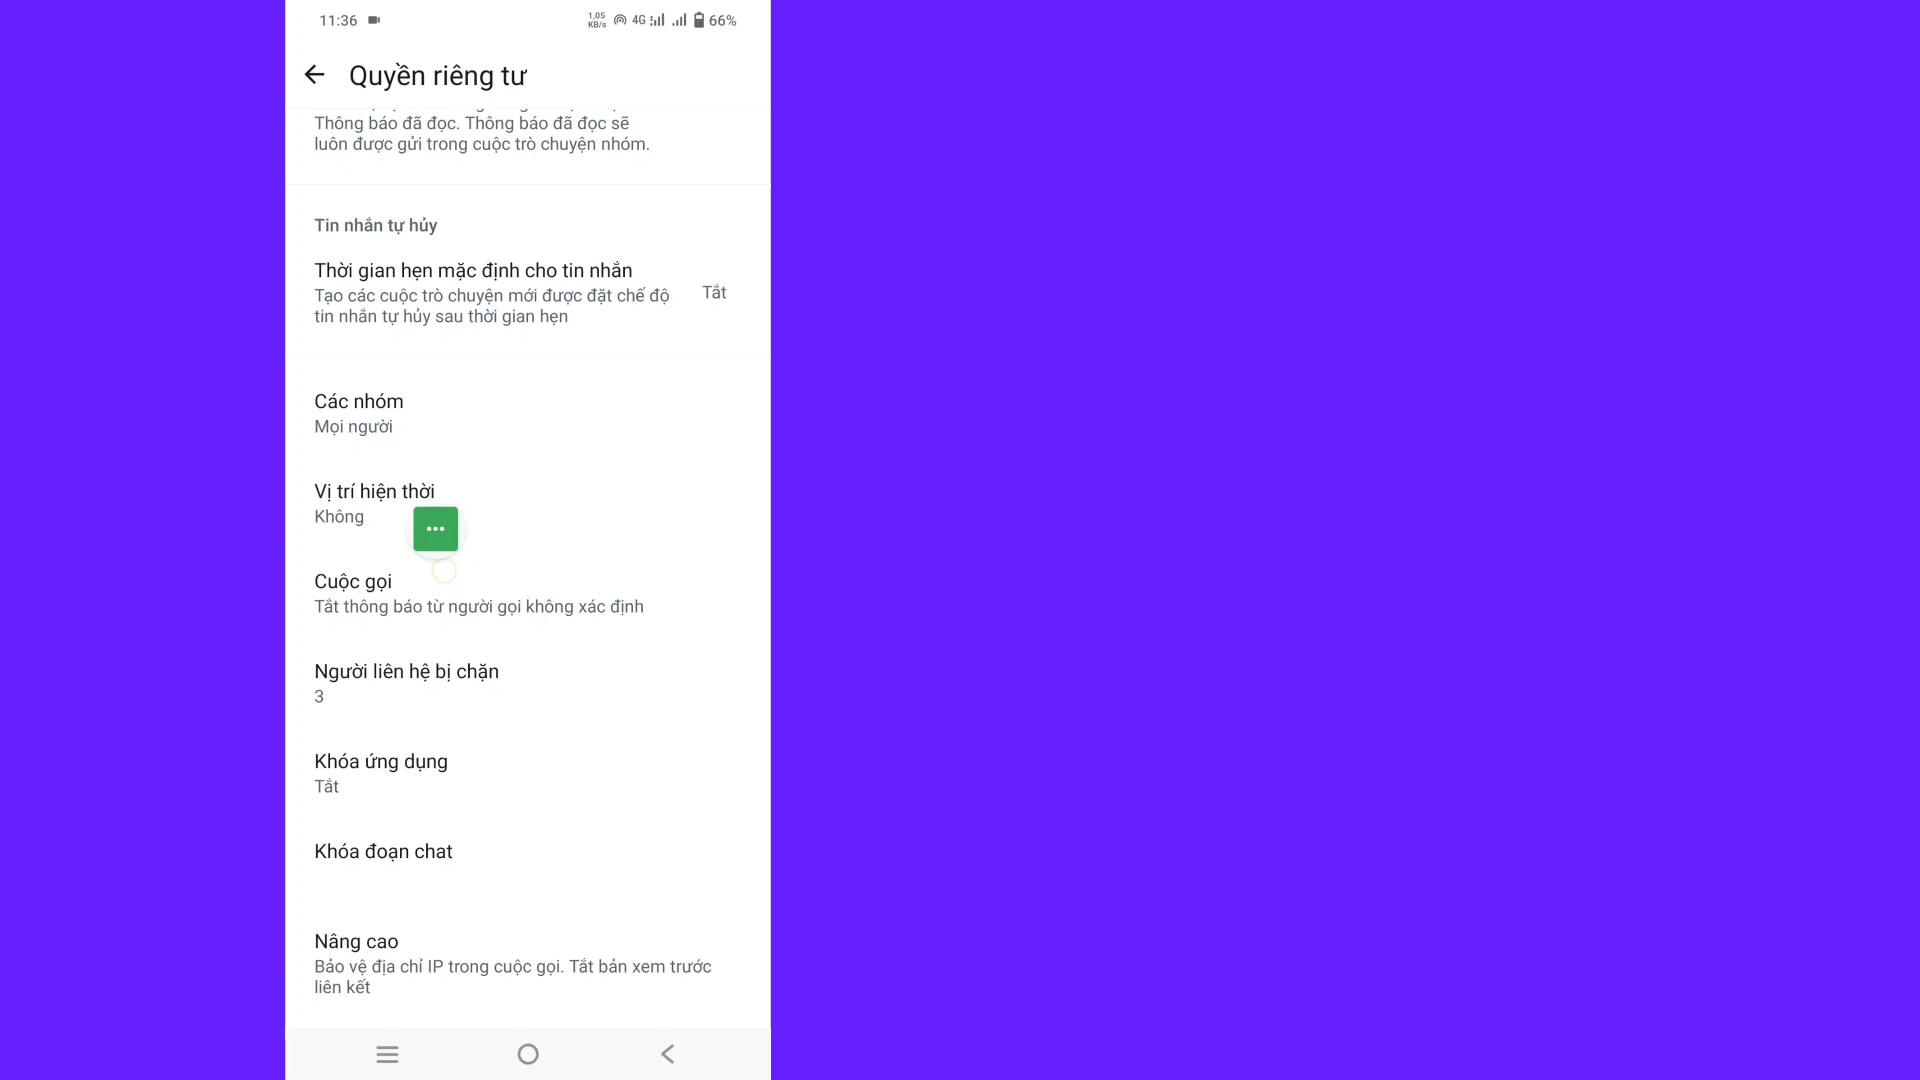 11:36
1,05
KB/s
4G
66%
Quyền riêng tư
Thông báo đã đọc. Thông báo đã đọc sẽ
luôn được gửi trong cuộc trò chuyện nhóm.
Tin nhắn tự hủy
Thời gian hẹn mặc định cho tin nhắn
Tạo các cuộc trò chuyện mới được đặt chế độ
tin nhắn tự hủy sau thời gian hẹn
Tắt
Các nhóm
Mọi người
Vị trí hiện thời
Không
Cuộc gọi
Tắt thông báo từ người gọi không xác định
Người liên hệ bị chặn
3
Khóa ứng dụng
Tắt
Khóa đoạn chat
Nâng cao
Bảo vệ địa chỉ IP trong cuộc gọi. Tắt bản xem trước
liên kết